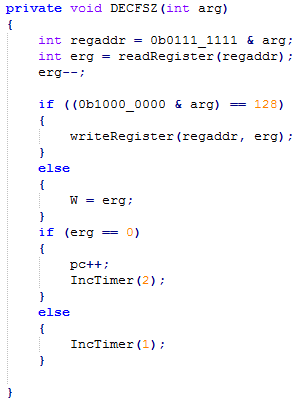 private void DECFSZ(int arg)
{
    int regaddr = 0b0111_1111 & arg;
    int erg = readRegister(regaddr);
    erg--;

    if ((0b1000_0000 & arg) == 128)
    {
        writeRegister(regaddr, erg);
    }
    else
    {
        W = erg;
    }
    if (erg == 0)
    {
        pc++;
        IncTimer(2);
    }
    else
    {
        IncTimer(1);
    }

}